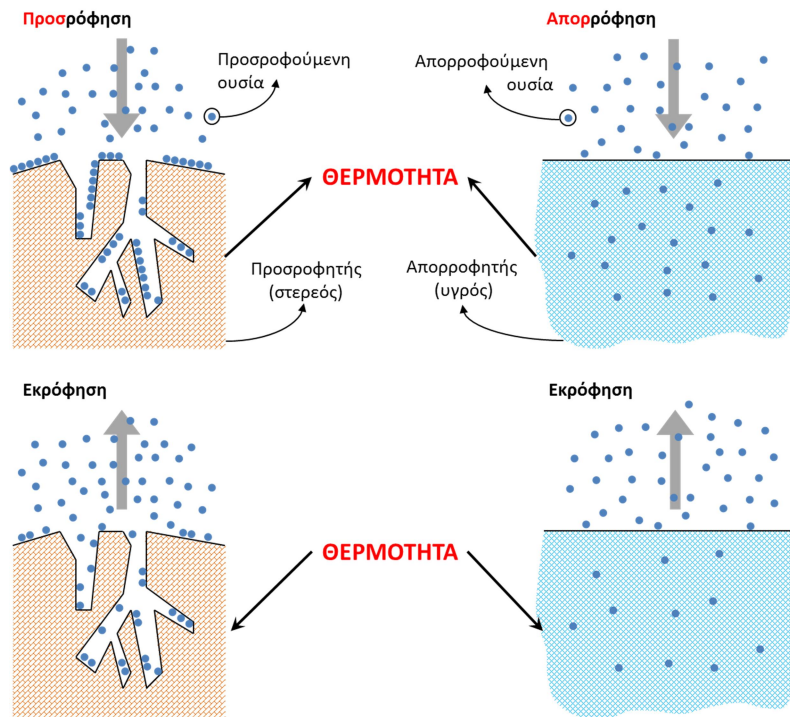 Προσρόφηση
Απορρόφηση
Προσροφούμενη
ουσία
Απορροφούμενη
ουσία
ΘΕΡΜΟΤΗΤΑ
Προσροφητής
(στερεός)
Απορροφητής
(υγρός)
Εκρόφηση
Εκρόφηση
ΘΕΡΜΟΤΗΤΑ